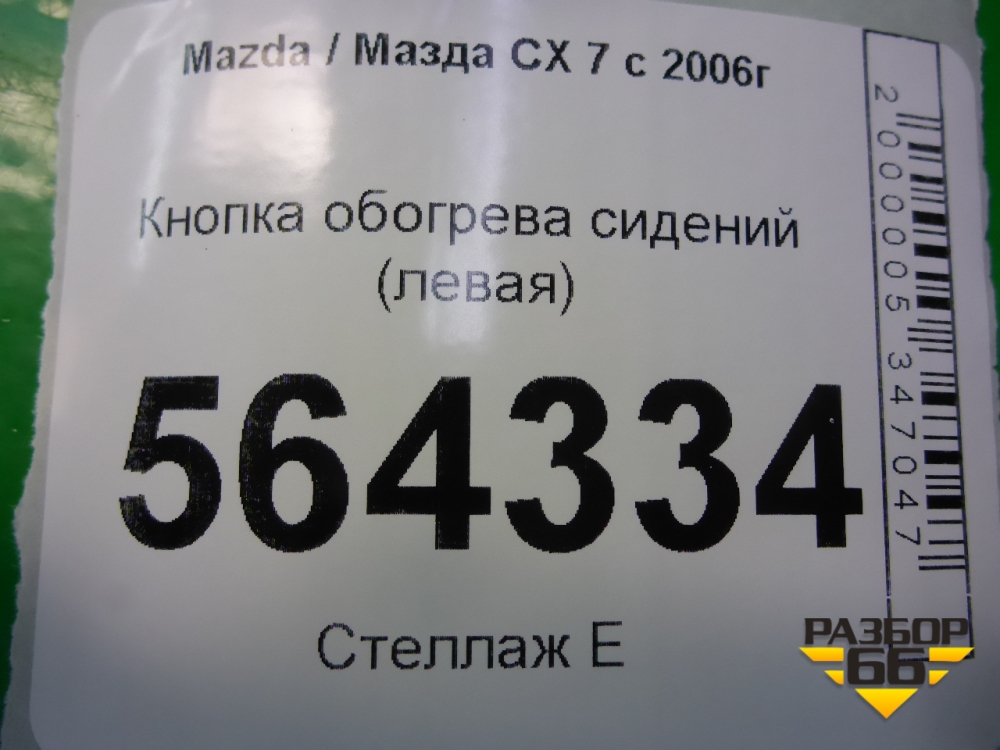 Mazda / Мазда CX 7 с 2006г
Кнопка обогрева сидений
(левая)
564334
Стеллаж Е
2000005347047
РАЗБОР
66